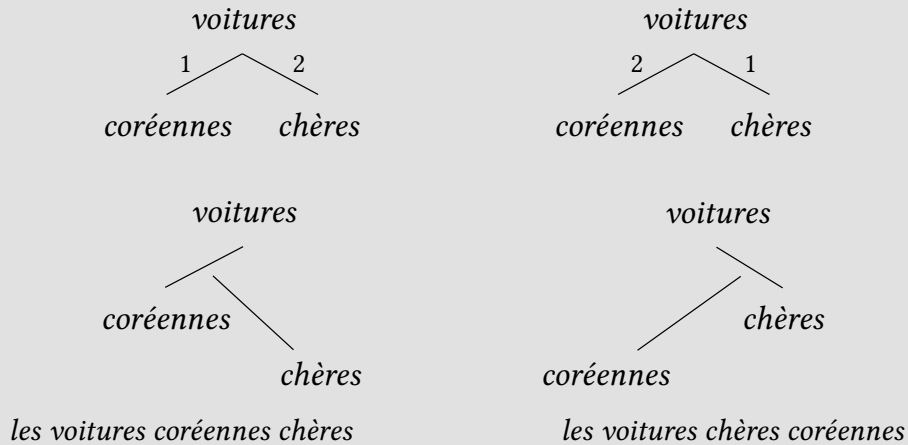 voitures voitures
1 2 2 1
coréennes chères coréennes chères
voitures voitures
coréennes chères
chères coréennes
les voitures coréennes chères les voitures chères coréennes